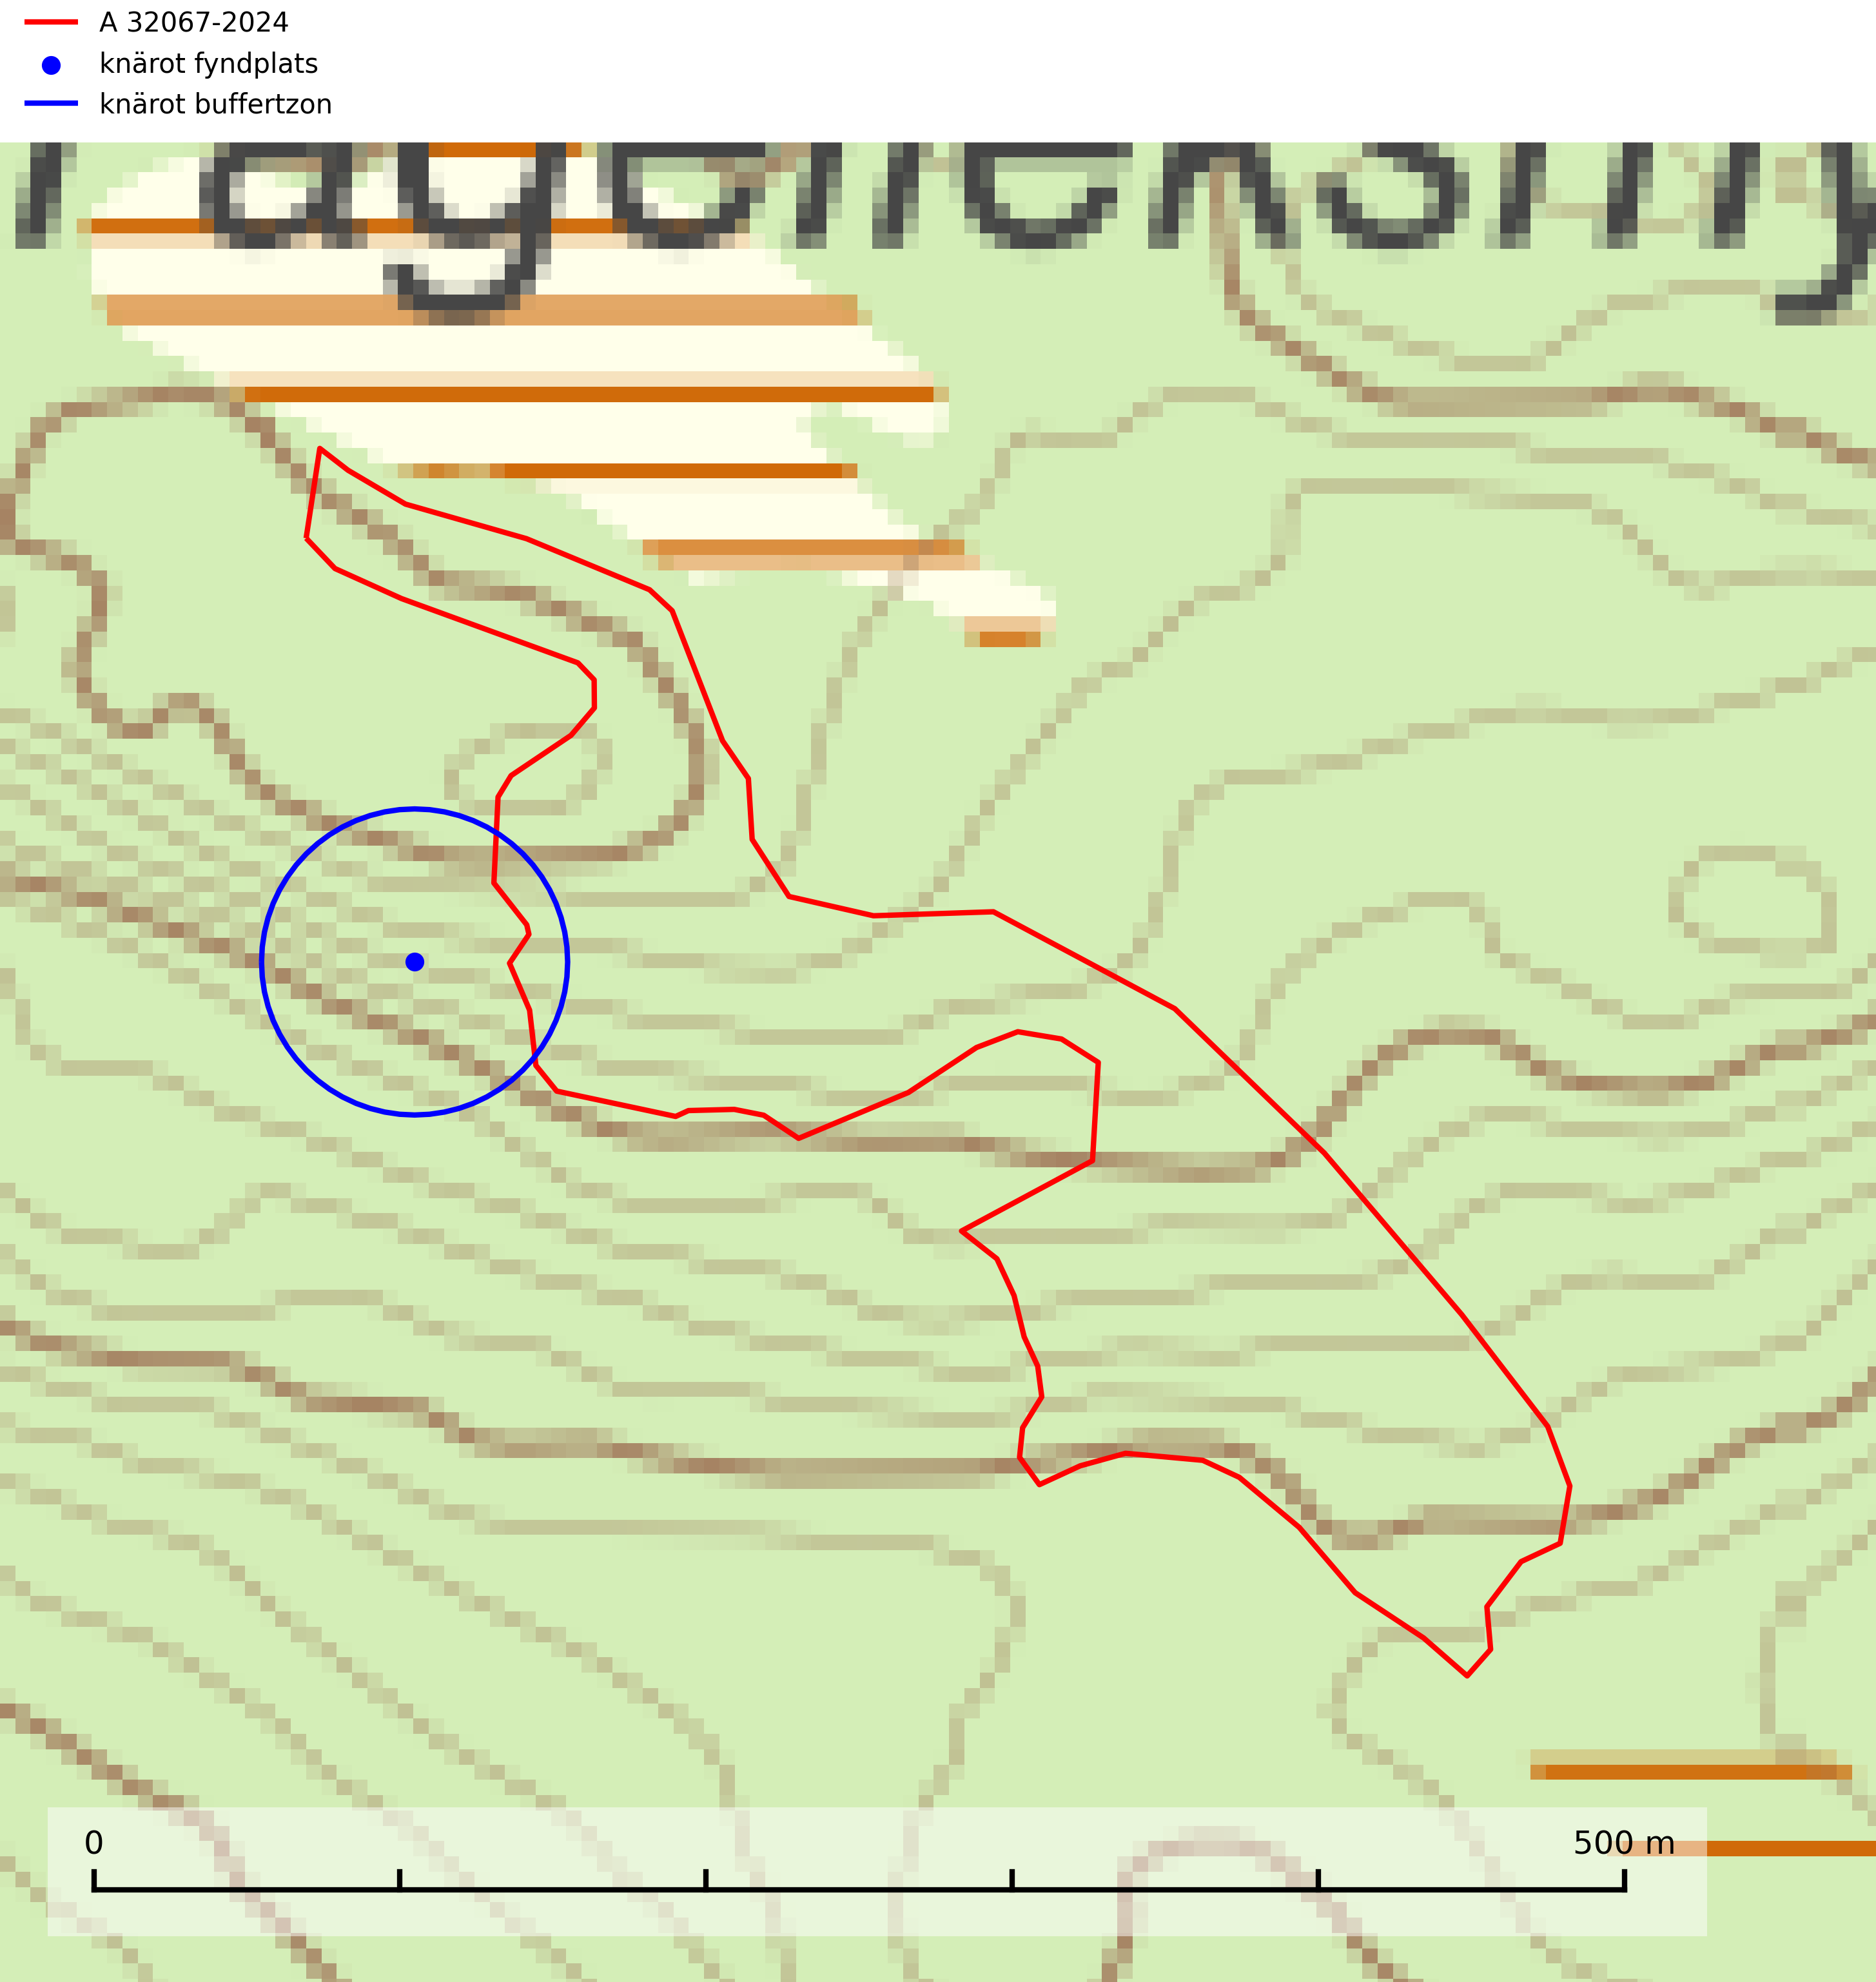 A 32067-2024
knärot fyndplats
knärot buffertzon
0
500 m